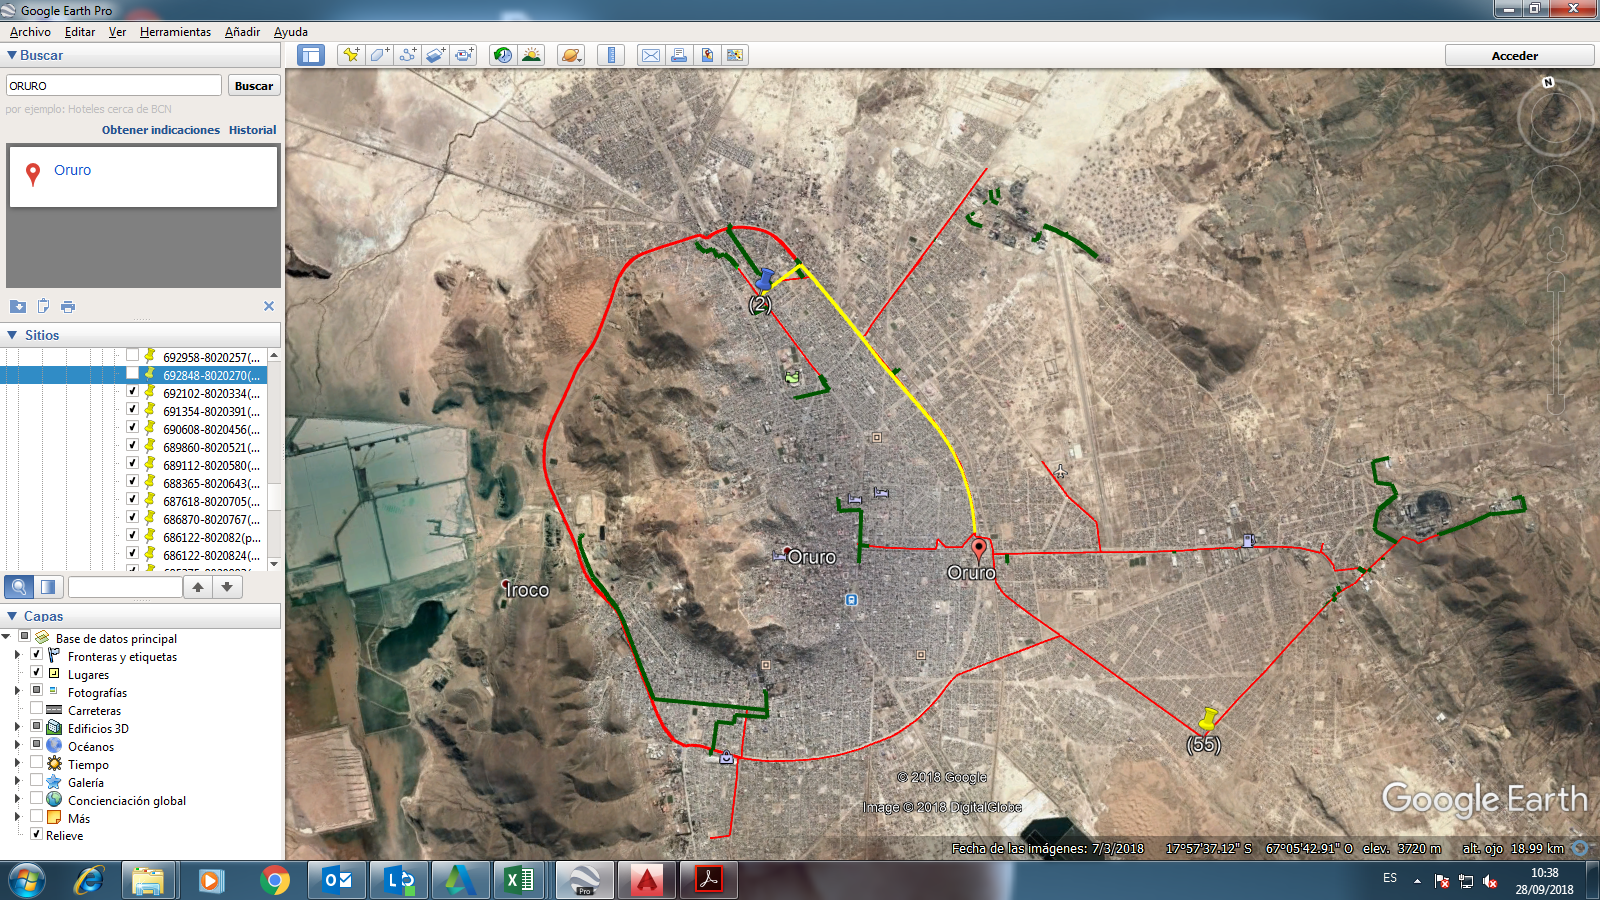 Google Earth Pro
Archivo Editar Ver Herramientas Añadir Ayuda
Buscar
ORURO
Buscar
por ejemplo: Hoteles cerca de BCN
Obtener indicaciones Historial
Oruro
Sitios
692958-8020257(...
692848-8020270(...
692102-8020334(...
691354-8020391(...
690608-8020456(...
689860-8020521(...
689112-8020580(...
688365-8020643(...
687618-8020705(...
686870-8020767(...
686122-802082(p...
686122-8020824(...
Capas
Base de datos principal
Fronteras y etiquetas
Lugares
Fotografías
Carreteras
Edificios 3D
Océanos
Tiempo
Galería
Concienciación global
Más
Relieve
Acceder
N
(2)
Oruro
Oruro
Iroco
(55)
© 2018 Google
Image © 2018 DigitalGlobe
Google Earth
Fecha de las imágenes: 7/3/2018 17°57'37.12" S 67°05'42.91" O elev. 3720 m alt. ojo 18.99 km
Pro
ES
10:38
28/09/2018